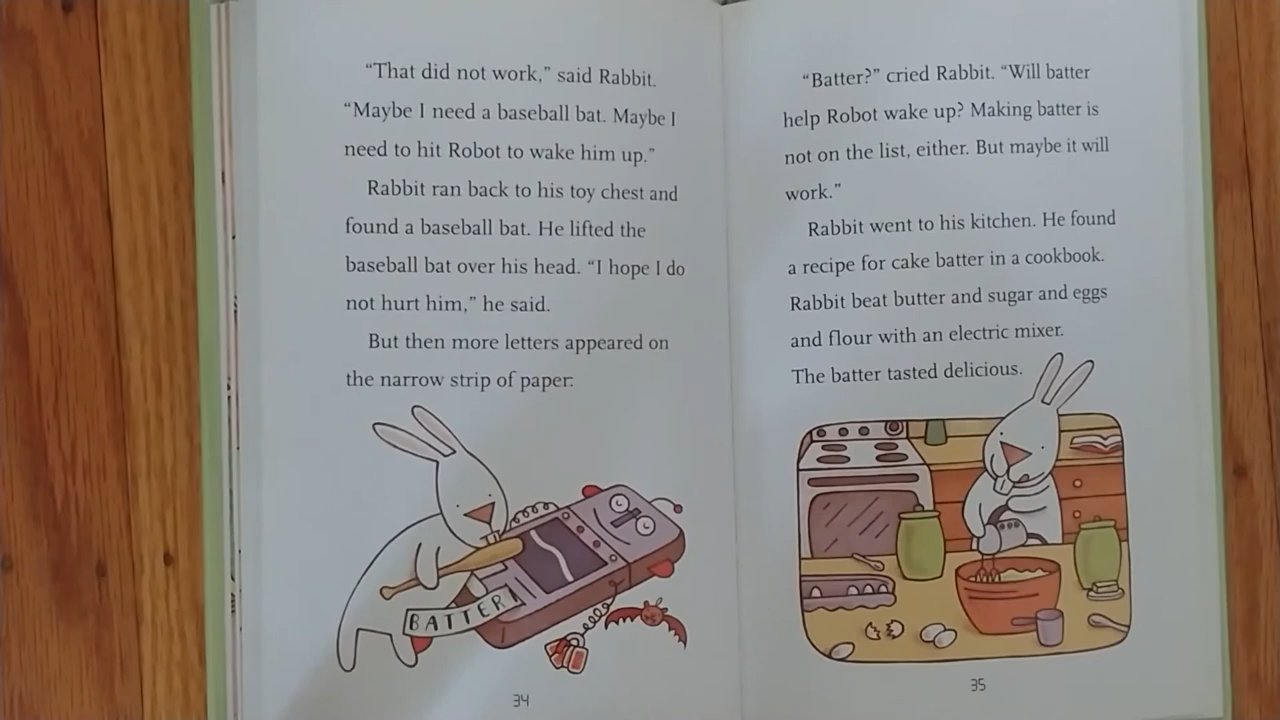 “That did not work,” said Rabbit.
“Maybe I need a baseball bat. Maybe I
need to hit Robot to wake him up.”
Rabbit ran back to his toy chest and
found a baseball bat. He lifted the
baseball bat over his head. “I hope I do
not hurt him,” he said.
But then more letters appeared on
the narrow strip of paper:
BATTER
34
“Batter?” cried Rabbit. “Will batter
help Robot wake up? Making batter is
not on the list, either. But maybe it will
work.”
Rabbit went to his kitchen. He found
a recipe for cake batter in a cookbook.
Rabbit beat butter and sugar and eggs
and flour with an electric mixer.
The batter tasted delicious.
35